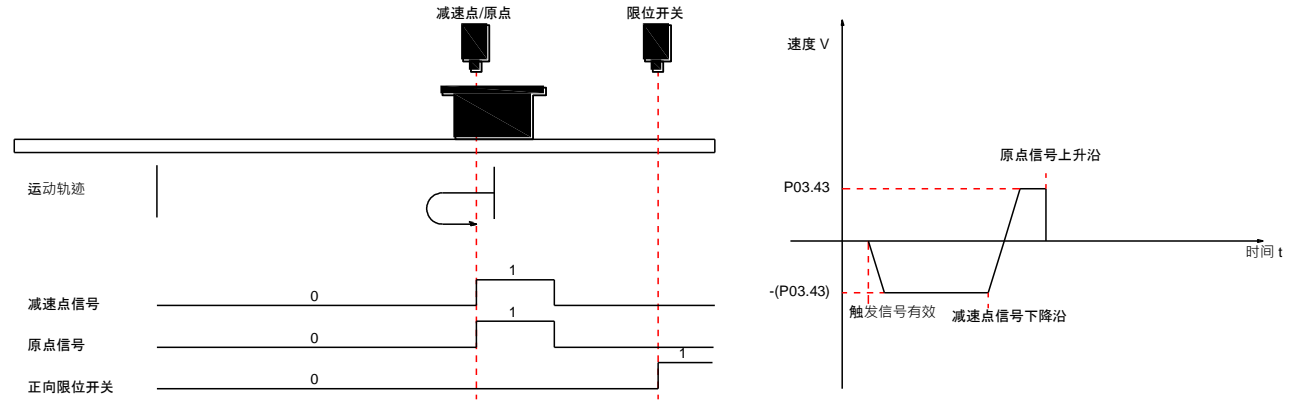 减速点/原点
限位开关
运动轨迹
减速点信号
0
1
原点信号
0
1
正向限位开关
0
1
速度 V
原点信号上升沿
P03.43
时间 t
-(P03.43)
触发信号有效
减速点信号下降沿